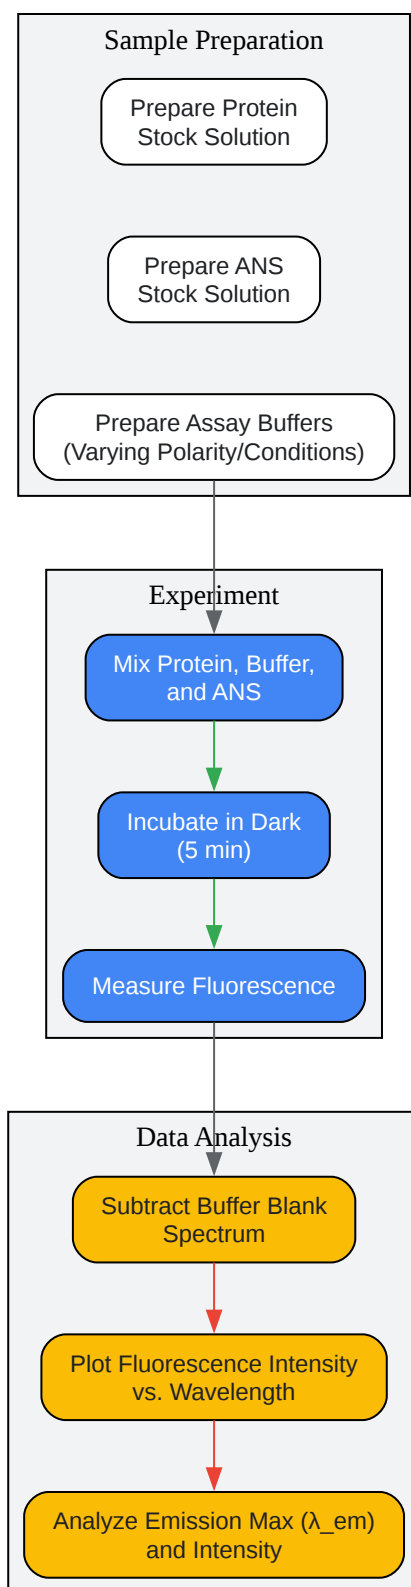 Sample Preparation
Prepare Protein
Stock Solution
Prepare ANS
Stock Solution
Prepare Assay Buffers
(Varying Polarity/Conditions)
Experiment
Mix Protein, Buffer,
and ANS
Incubate in Dark
(5 min)
Measure Fluorescence
Data Analysis
Subtract Buffer Blank
Spectrum
Plot Fluorescence Intensity
vs. Wavelength
Analyze Emission Max (λ_em)
and Intensity